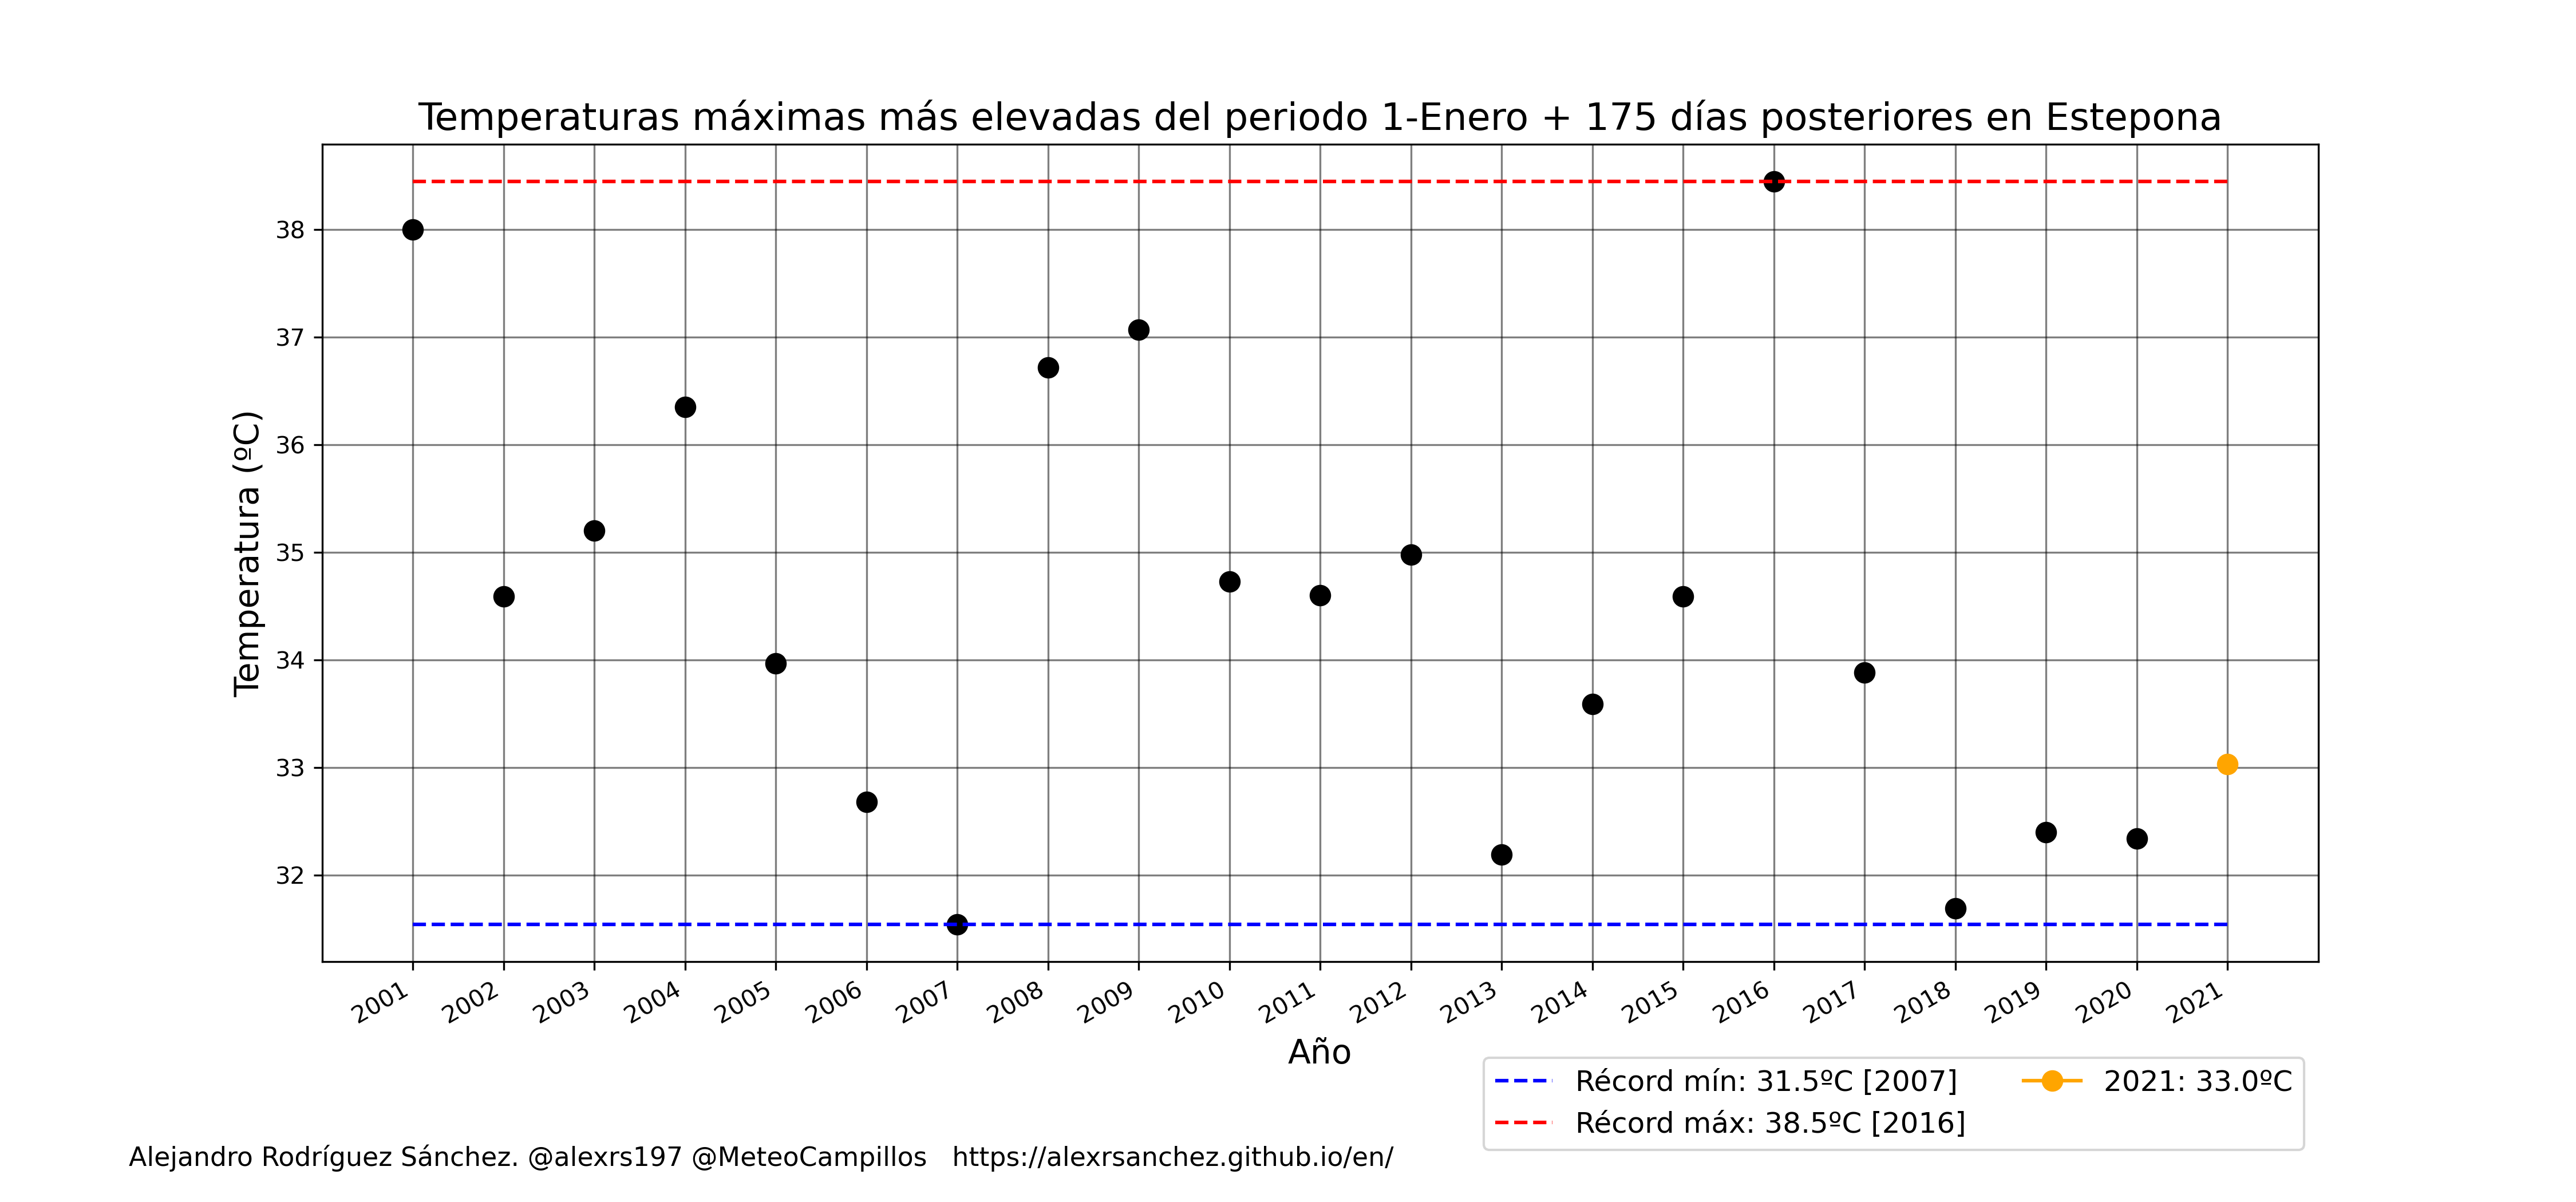 Temperaturas máximas más elevadas del periodo 1-Enero + 175 días posteriores en Estepona
Temperatura (ºC)
38
37
36
35
34
33
32
2001 2002 2003 2004 2005 2006 2007 2008 2009 2010 2011 2012 2013 2014 2015 2016 2017 2018 2019 2020 2021
Año
Récord mín: 31.5ºC [2007]
Récord máx: 38.5ºC [2016]
2021: 33.0ºC
Alejandro Rodríguez Sánchez. @alexrs197 @MeteoCampillos https://alexrsanchez.github.io/en/